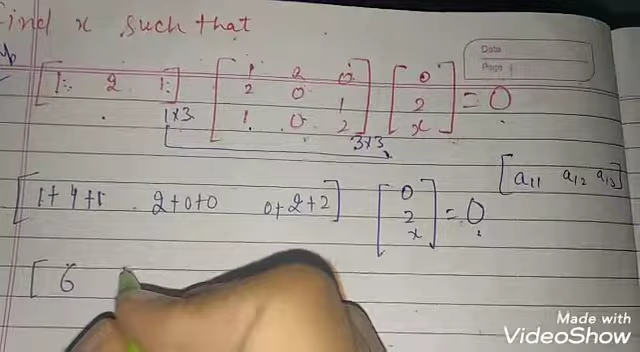 Find x such that
[1 2 1] [1 2 0 [0
Date
2 0 1 2 = 0
Page
1 0 2] x]
1×3 3×3
[a11 a12 a13]
[1+4+1 2+0+0 0+2+2] [0 2 x] = 0
[6
Made with
VideoShow